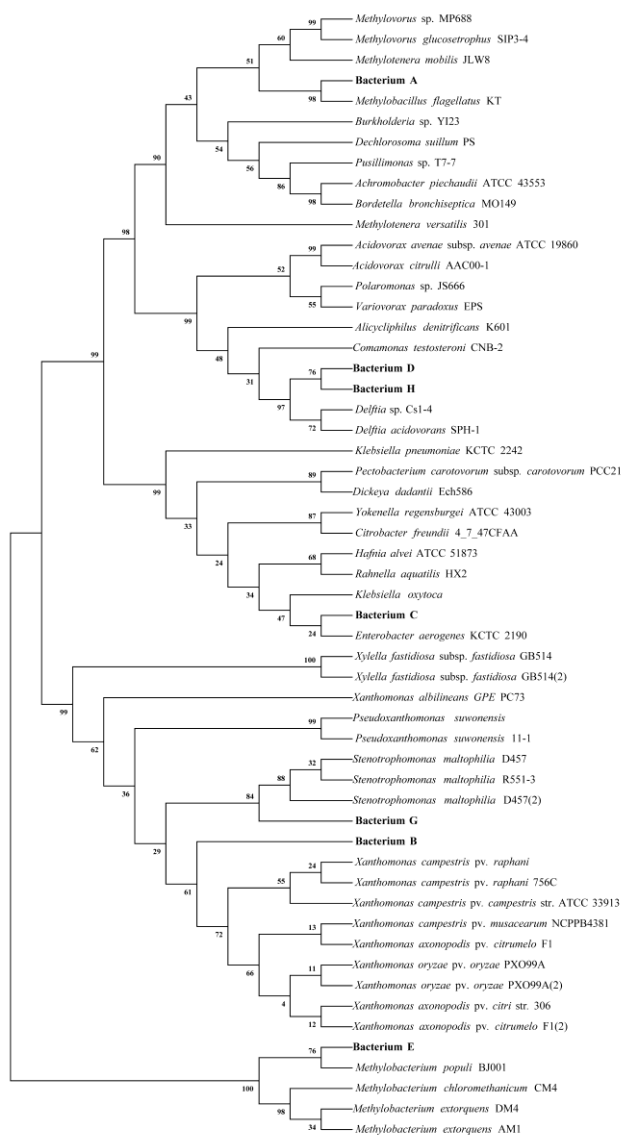 Methylovorus sp. MP688
Methylovorus glucosetrophus SIP3-4
Methylotenera mobilis JLW8
Bacterium A
Methylobacillus flagellatus KT
Burkholderia sp. YI23
Dechlorosoma suillum PS
Pusillimonas sp. T7-7
Achromobacter piechaudii ATCC 43553
Bordetella bronchiseptica MO149
Methylotenera versatilis 301
Acidovorax avenae subsp. avenae ATCC 19860
Acidovorax citrulli AAC00-1
Polaromonas sp. JS666
Variovorax paradoxus EPS
Alicycliphilus denitrificans K601
Comamonas testosteroni CNB-2
Bacterium D
Bacterium H
Delftia sp. Cs1-4
Delftia acidovorans SPH-1
Klebsiella pneumoniae KCTC 2242
Pectobacterium carotovorum subsp. carotovorum PCC21
Dickeya dadantii Ech586
Yokenella regensburgei ATCC 43003
Citrobacter freundii 4_7_47CFAA
Hafnia alvei ATCC 51873
Rahnella aquatilis HX2
Klebsiella oxytoca
Bacterium C
Enterobacter aerogenes KCTC 2190
Xylella fastidiosa subsp. fastidiosa GB514
Xylella fastidiosa subsp. fastidiosa GB514(2)
Xanthomonas albilineans GPE PC73
Pseudoxanthomonas suwonensis
Pseudoxanthomonas suwonensis 11-1
Stenotrophomonas maltophilia D457
Stenotrophomonas maltophilia R551-3
Stenotrophomonas maltophilia D457(2)
Bacterium G
Bacterium B
Xanthomonas campestris pv. raphani
Xanthomonas campestris pv. raphani 756C
Xanthomonas campestris pv. campestris str. ATCC 33913
Xanthomonas campestris pv. musacearum NCPPB4381
Xanthomonas axonopodis pv. citrumelo F1
Xanthomonas oryzae pv. oryzae PXO99A
Xanthomonas oryzae pv. oryzae PXO99A(2)
Xanthomonas axonopodis pv. citri str. 306
Xanthomonas axonopodis pv. citrumelo F1(2)
Bacterium E
Methylobacterium populi BJ001
Methylobacterium chloromethanicum CM4
Methylobacterium extorquens DM4
Methylobacterium extorquens AM1
99
60
51
98
43
54
56
86
98
90
98
99
52
55
99
48
31
76
97
72
99
89
99
33
87
24
68
34
47
24
100
99
62
99
36
32
88
84
29
61
24
55
72
13
66
11
4
12
76
100
98
34